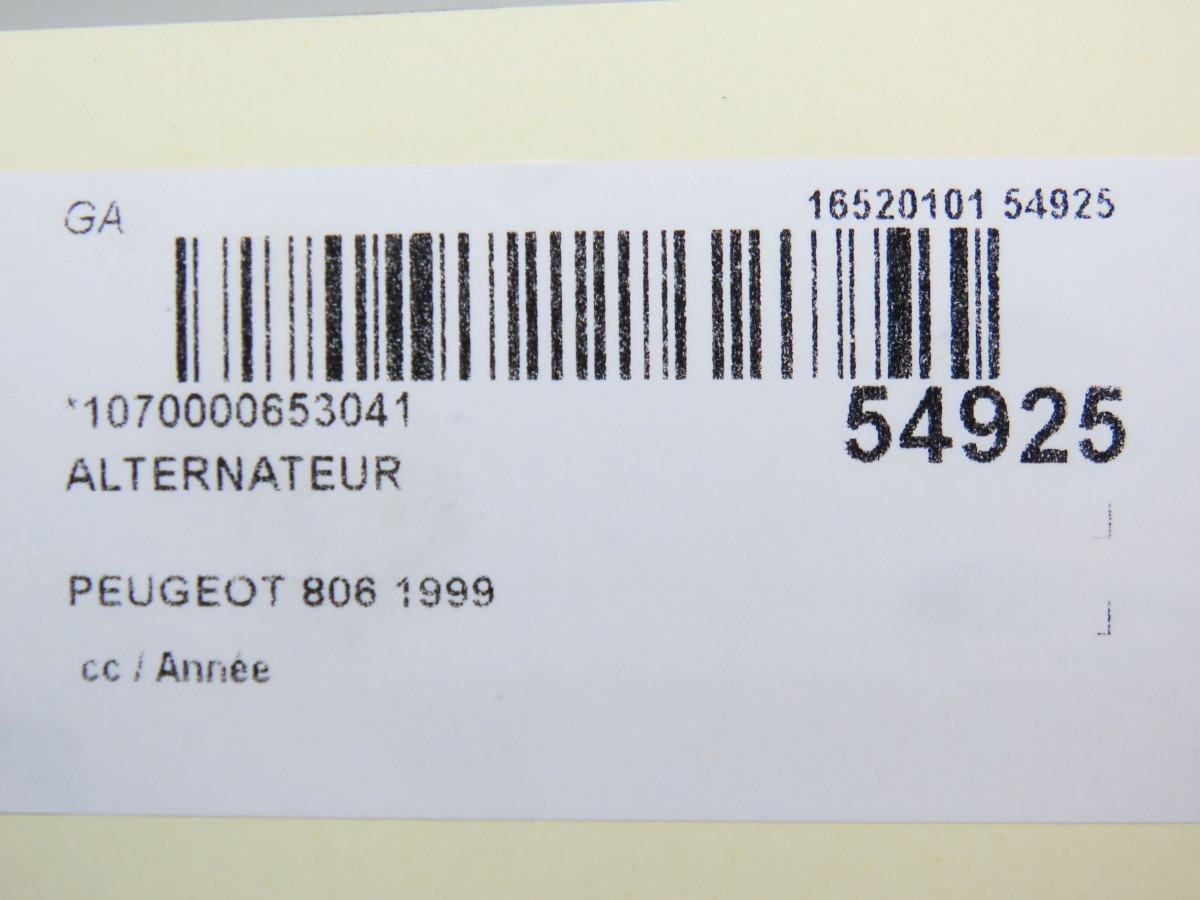 GA
16520101 54925
*1070000653041
54925
ALTERNATEUR
PEUGEOT 806 1999
cc / Année